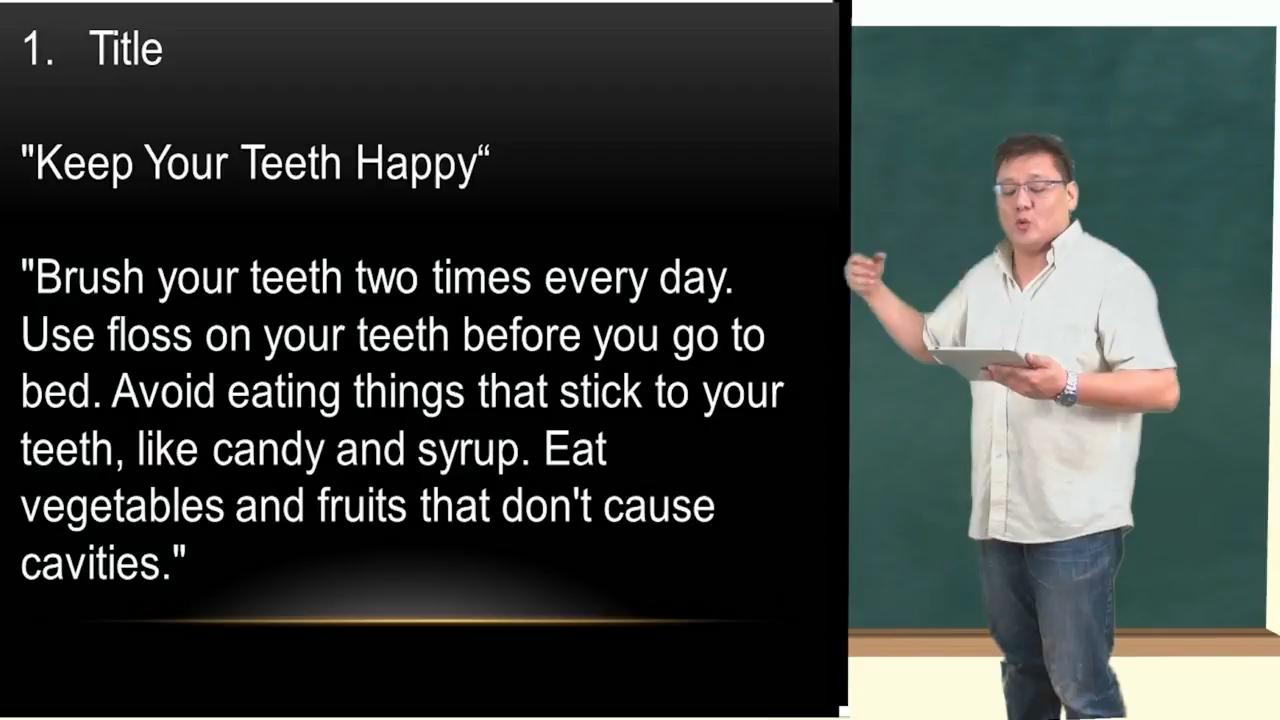 1. Title
"Keep Your Teeth Happy“
"Brush your teeth two times every day.
Use floss on your teeth before you go to
bed. Avoid eating things that stick to your
teeth, like candy and syrup. Eat
vegetables and fruits that don't cause
cavities."